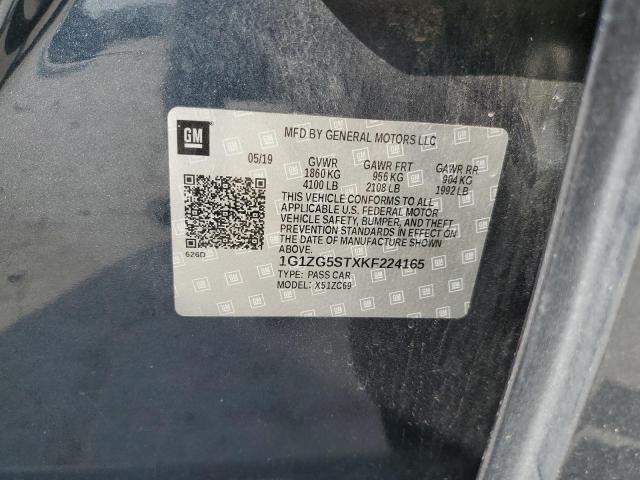 GM
MFD BY GENERAL MOTORS LLC
05/19 GVWR GAWR FRT GAWR RR
1860 KG 956 KG 904 KG
4100 LB 2108 LB 1992 LB
THIS VEHICLE CONFORMS TO ALL
APPLICABLE U.S. FEDERAL MOTOR
VEHICLE SAFETY, BUMPER, AND THEFT
PREVENTION STANDARDS IN EFFECT ON
THE DATE OF MANUFACTURE SHOWN
ABOVE.
626D
1G1ZG5STXKF224165
TYPE: PASS CAR
MODEL: X51ZC69